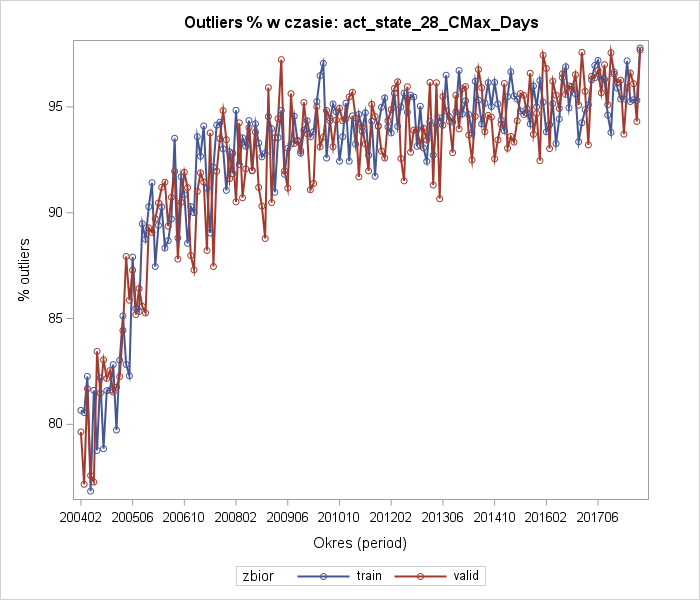 Outliers % w czasie: act_state_28_CMax_Days
% outliers
95
90
85
80
200402 200506 200610 200802 200906 201010 201202 201306 201410 201602 201706
Okres (period)
zbior train valid